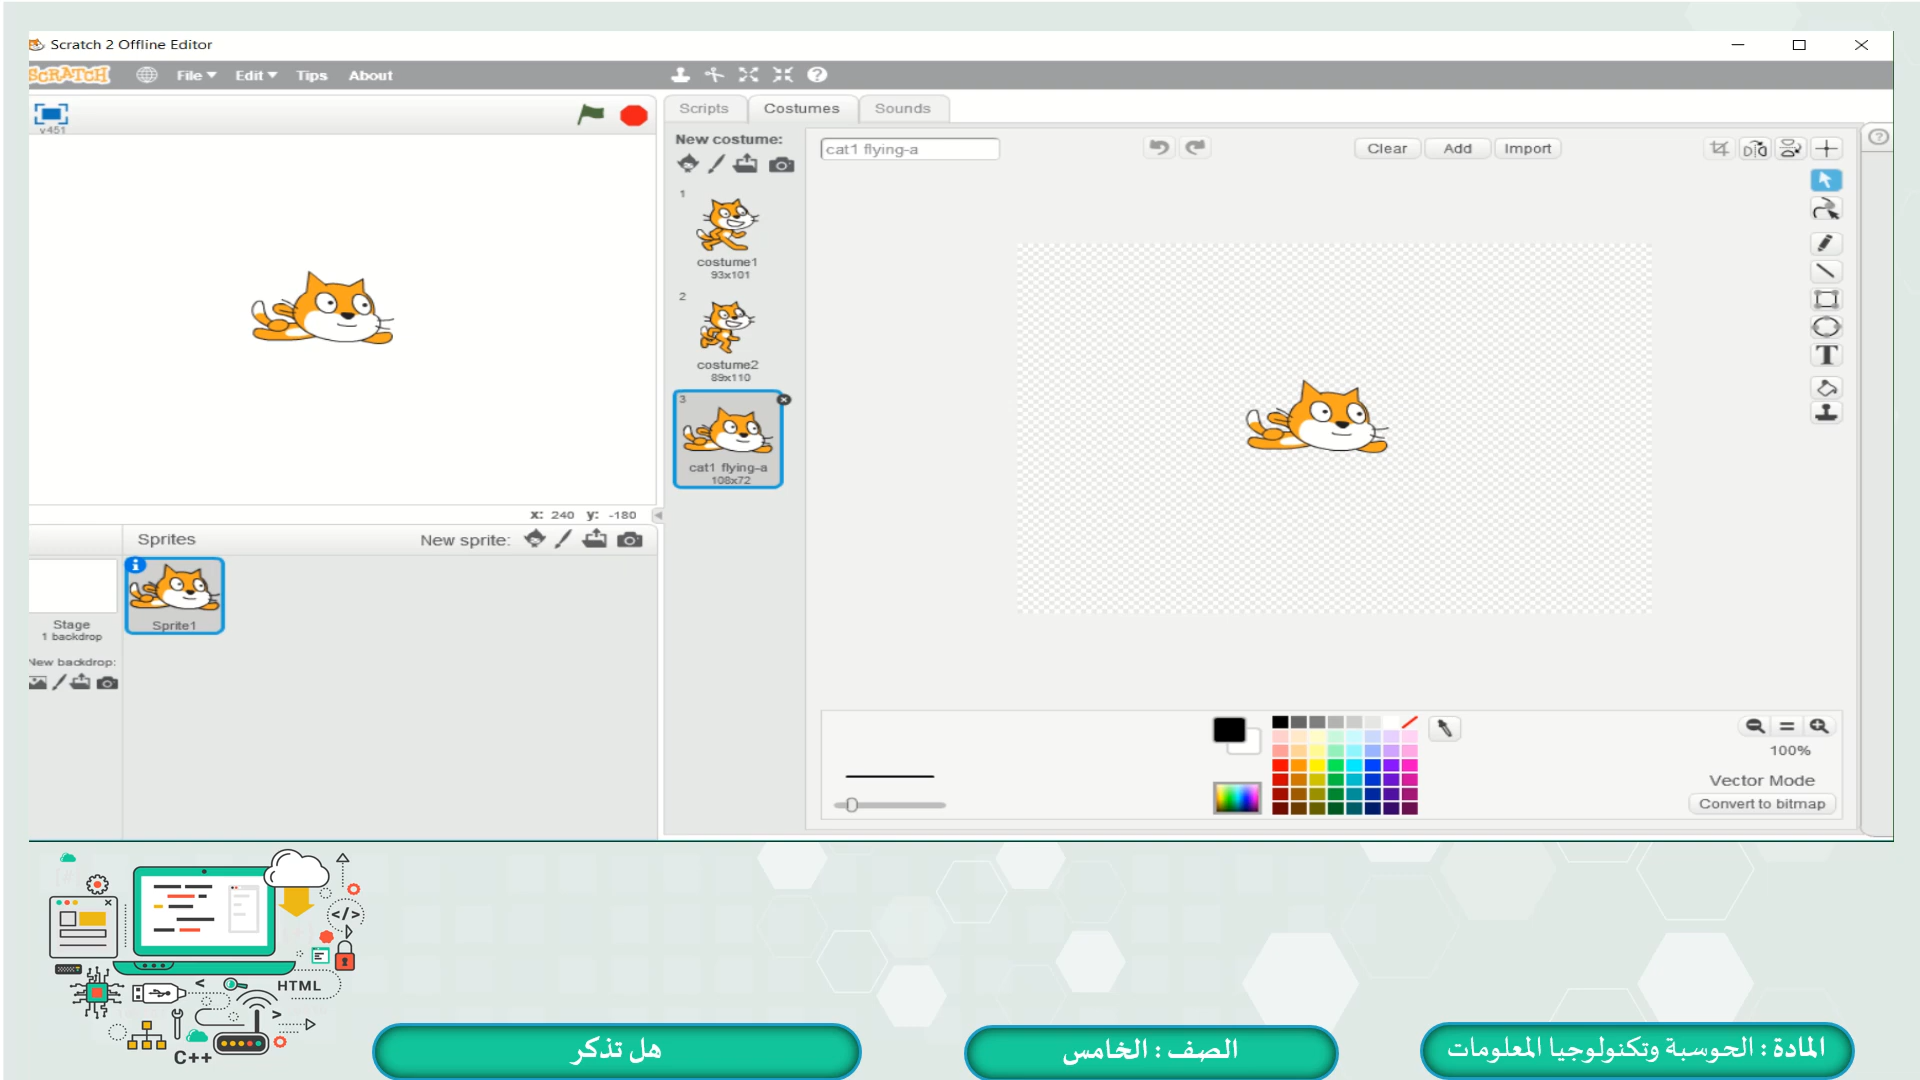 Scratch 2 Offline Editor
SCRATCH
File
Edit
Tips
About
v451
Scripts
Costumes
Sounds
New costume:
cat1 flying-a
Clear
Add
Import
1
costume1
93x101
2
costume2
89x110
3
cat1 flying-a
108x72
x: 240 y: -180
Sprites
New sprite:
Sprite1
Stage
1 backdrop
New backdrop:
T
100%
Vector Mode
Convert to bitmap
</>
HTML
C++
المادة : الحوسبة وتكنولوجيا المعلومات
الصف : الخامس
هل تذكر